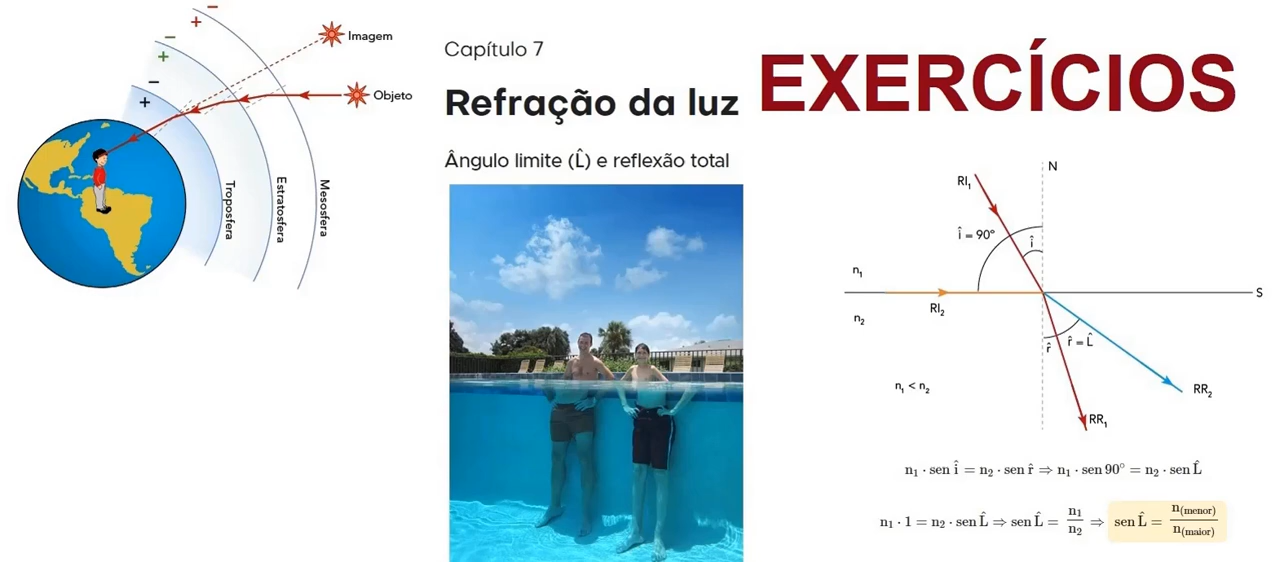 Imagem
Objeto
− +
− +
− +
Troposfera
Estratosfera
Mesosfera
Capítulo 7
Refração da luz
Ângulo limite (L̂) e reflexão total
EXERCÍCIOS
N
RI₁
î = 90°
î
n₁
S
RI₂
n₂
r̂
r̂ = L̂
n₁ < n₂
RR₂
RR₁
n₁ · sen î = n₂ · sen r̂ ⇒ n₁ · sen 90° = n₂ · sen L̂
n₁ · 1 = n₂ · sen L̂ ⇒ sen L̂ = n₁/n₂ ⇒ sen L̂ = n₍menor₎/n₍maior₎